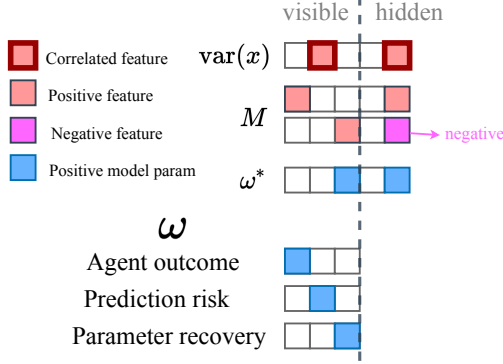 visible hidden
Correlated feature
var(x)
Positive feature
M
Negative feature
negative
Positive model param
ω*
ω
Agent outcome
Prediction risk
Parameter recovery